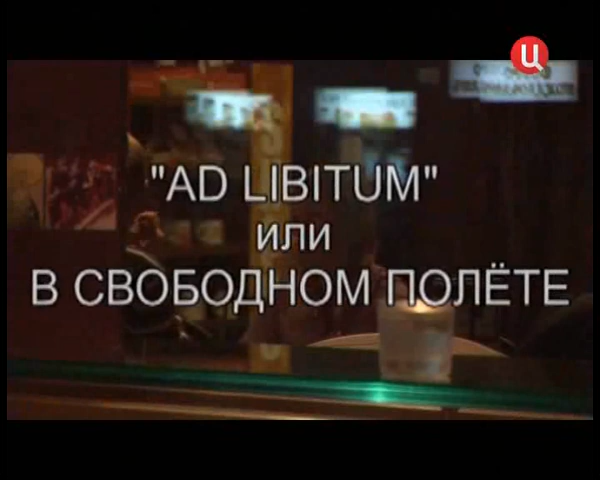 Ц
"AD LIBITUM"
или
В СВОБОДНОМ ПОЛЁТЕ